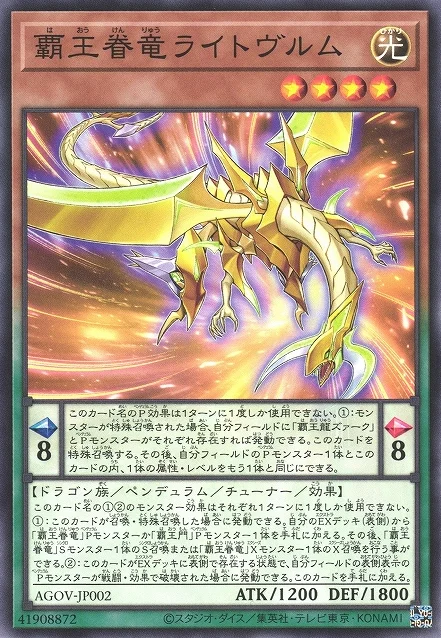 覇王眷竜ライトヴルム
光
このカード名のP効果は1ターンに1度しか使用できない。①:モン
スターが特殊召喚された場合、自分フィールドに「覇王龍ズァーク」
とPモンスターがそれぞれ存在すれば発動できる。このカードを
特殊召喚する。その後、自分フィールドのPモンスター1体とこ
のカードの内、1体の属性・レベルをもう1体と同じにできる。
8
8
【ドラゴン族/ペンデュラム/チューナー/効果】
このカード名の①②のモンスター効果はそれぞれ1ターンに1度しか使用できない。
①:このカードが召喚・特殊召喚した場合に発動できる。自分のEXデッキ(表側)から
「覇王眷竜」Pモンスターか「覇王門」Pモンスター1体を手札に加える。その後、「覇
王眷竜」Sモンスター1体のS召喚または「覇王眷竜」Xモンスター1体のX召喚を行う事が
できる。②:このカードがEXデッキに表側で存在する状態で、自分フィールドの表側表示の
Pモンスターが戦闘・効果で破壊された場合に発動できる。このカードを手札に加える。
AGOV-JP002
ATK/1200
DEF/1800
41908872
©スタジオ・ダイス/集英社・テレビ東京・KONAMI